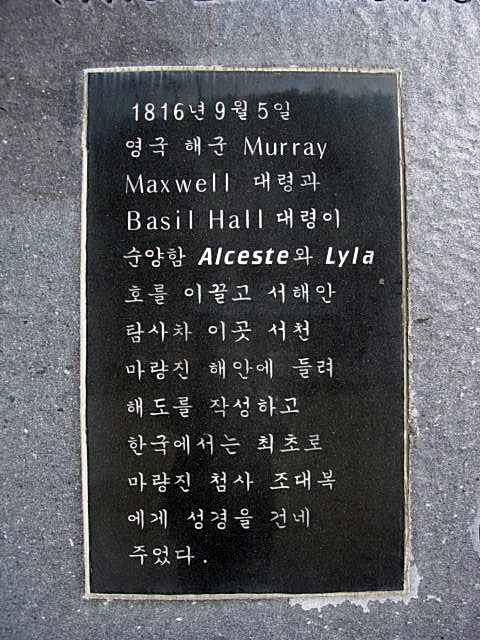 1816년 9월 5일
영국 해군 Murray
Maxwell 대령과
Basil Hall 대령이
순양함 Alceste와 Lyla
호를 이끌고 서해안
탐사차 이곳 서천
마량진 해안에 들려
해도를 작성하고
한국에서는 최초로
마량진 첨사 조대복
에게 성경을 건네
주었다.